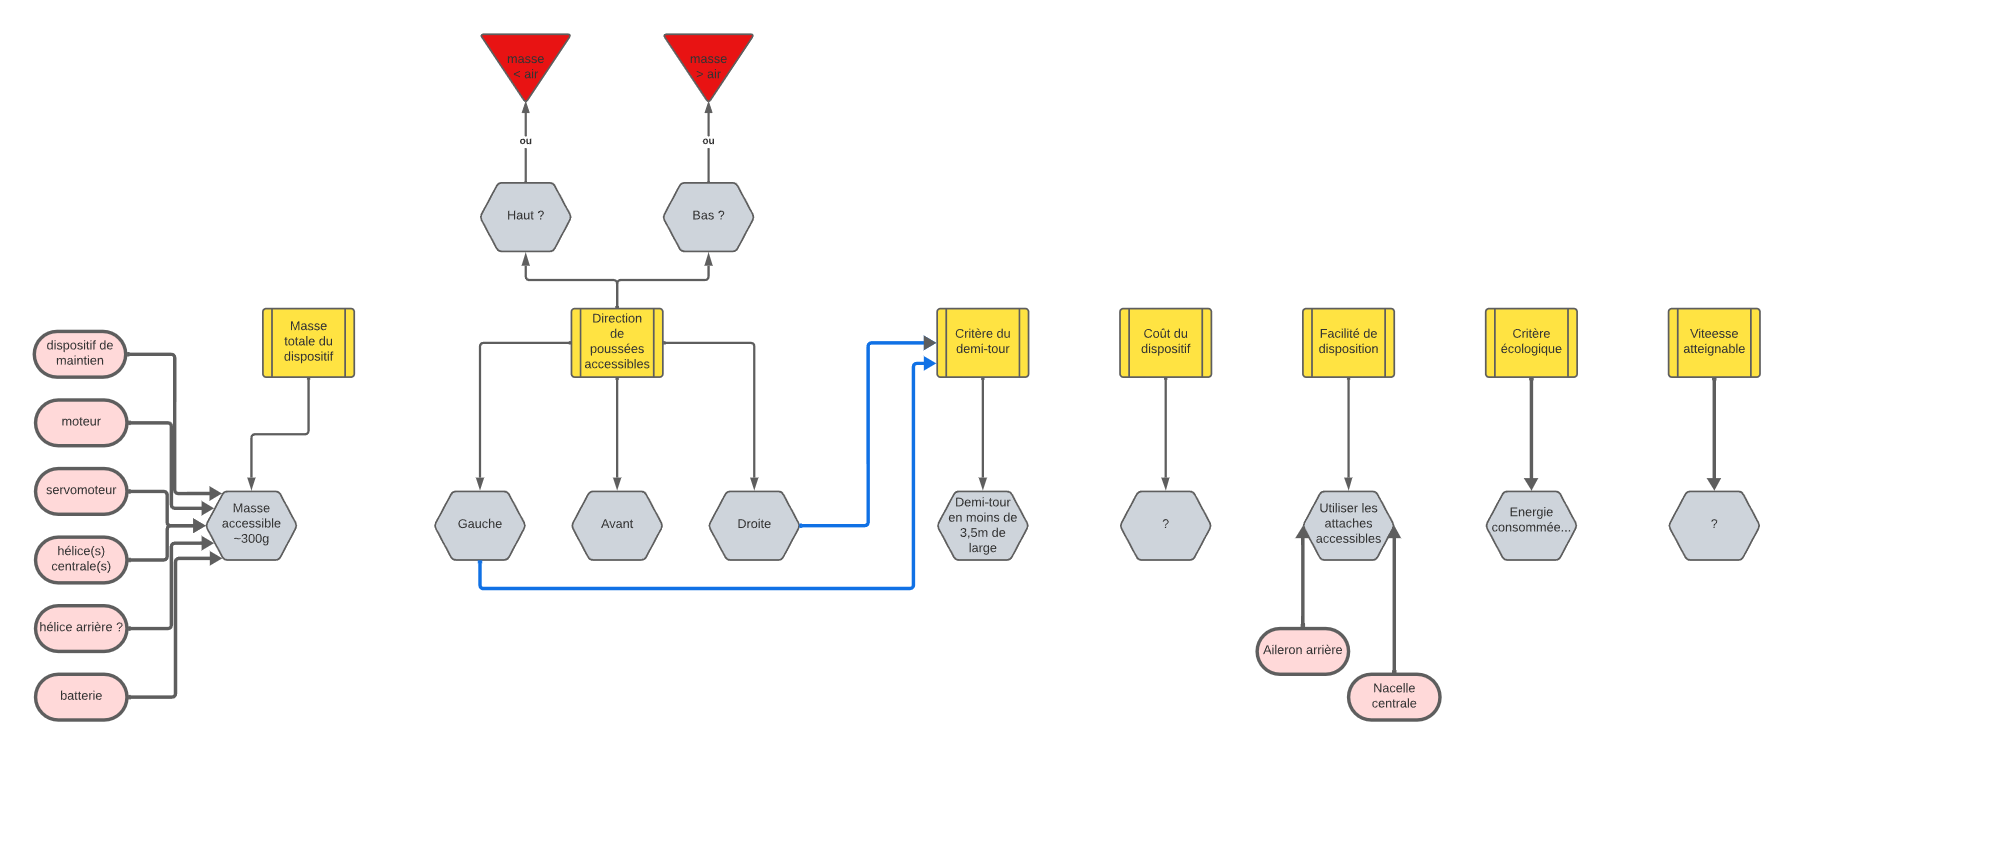 masse
< air
masse
> air
ou
ou
Haut ?
Bas ?
Masse
totale du
dispositif
Direction
de
poussées
accessibles
Critère du
demi-tour
Coût du
dispositif
Facilité de
disposition
Critère
écologique
Viteesse
atteignable
dispositif de
maintien
moteur
servomoteur
hélice(s)
centrale(s)
hélice arrière ?
batterie
Masse
accessible
~300g
Gauche
Avant
Droite
Demi-tour
en moins de
3,5m de
large
?
Utiliser les
attaches
accessibles
Energie
consommée...
?
Aileron arrière
Nacelle
centrale